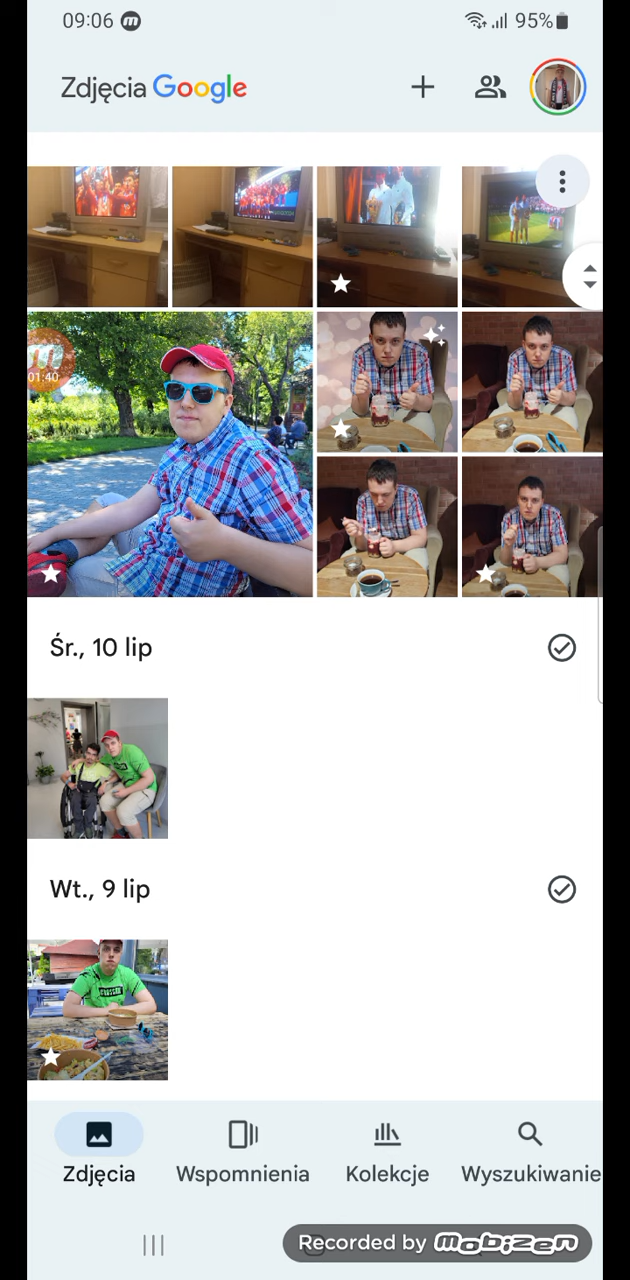 09:06 m 95%
Zdjęcia Google
01:40
Śr., 10 lip
Wt., 9 lip
Zdjęcia Wspomnienia Kolekcje Wyszukiwanie
Recorded by mobizen